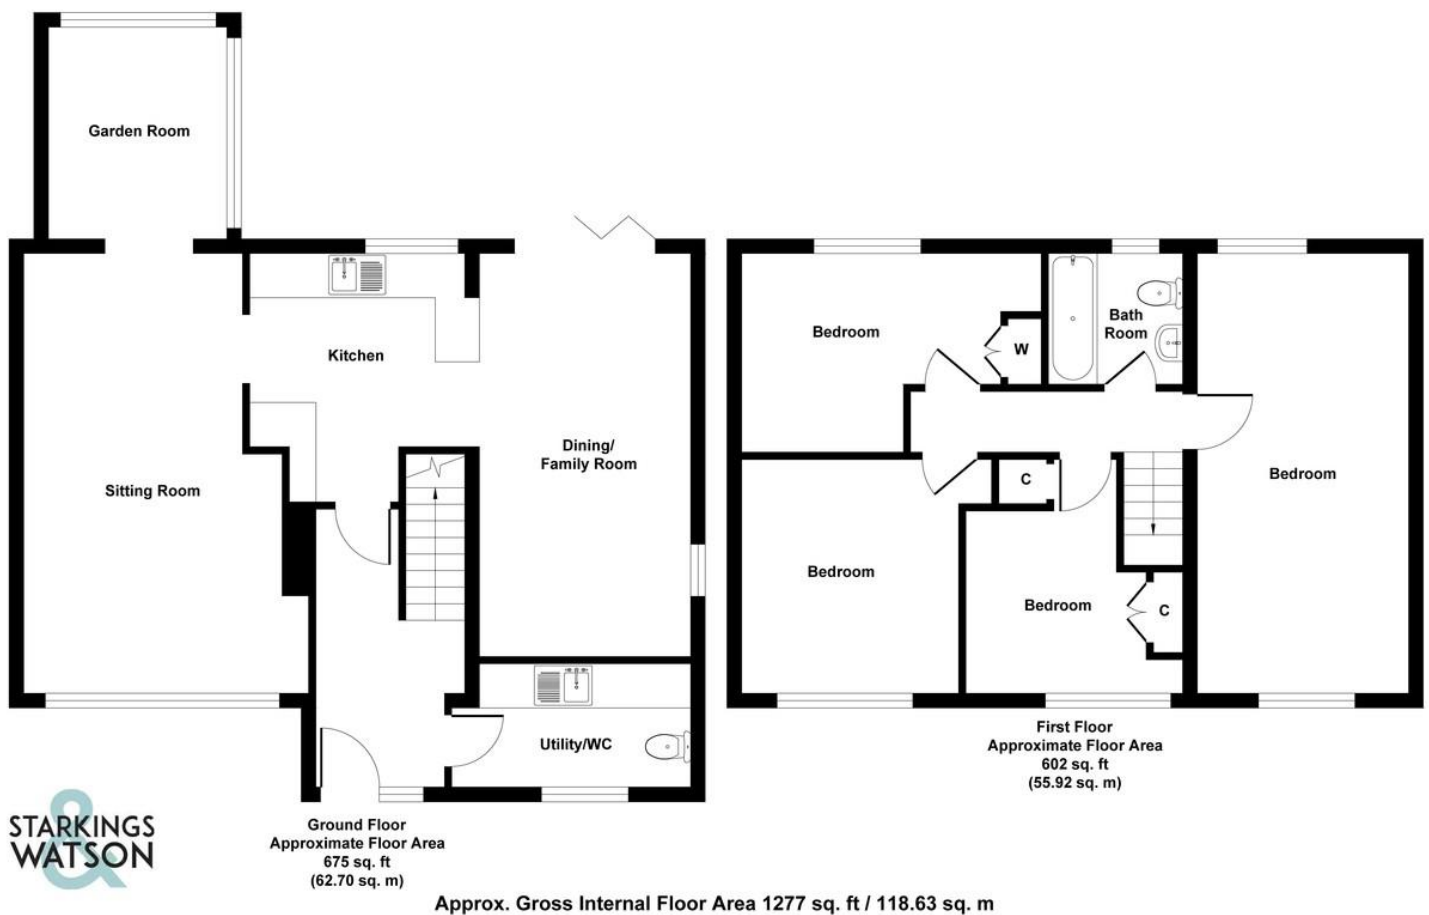 Garden Room
Kitchen
Dining/
Family Room
Sitting Room
Utility/WC
Bedroom
W
Bath
Room
Bedroom
C
Bedroom
Bedroom
C
First Floor
Approximate Floor Area
602 sq. ft
(55.92 sq. m)
Ground Floor
Approximate Floor Area
675 sq. ft
(62.70 sq. m)
&
STARKINGS
WATSON
Approx. Gross Internal Floor Area 1277 sq. ft / 118.63 sq. m